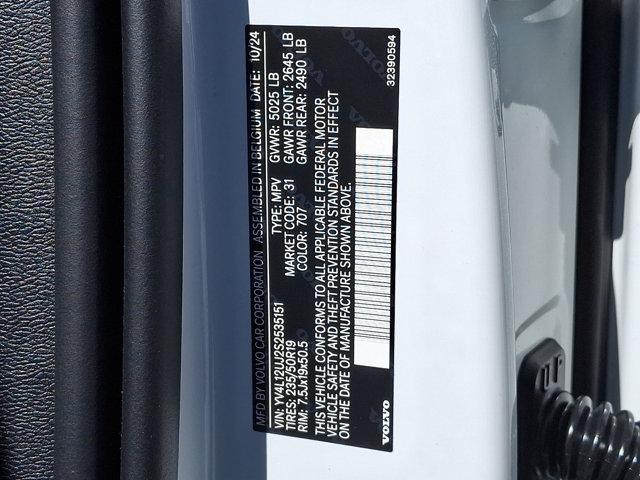 MFD BY VOLVO CAR CORPORATION ASSEMBLED IN BELGIUM DATE: 10/24
VIN: YV4L12UJ2S2535151 TYPE: MPV GVWR: 5025 LB
TIRES: 235/50R19 MARKET CODE: 31 GAWR FRONT: 2645 LB
RIM: 7.5Jx19x50.5 COLOR: 707 GAWR REAR: 2490 LB
THIS VEHICLE CONFORMS TO ALL APPLICABLE FEDERAL MOTOR
VEHICLE SAFETY AND THEFT PREVENTION STANDARDS IN EFFECT
ON THE DATE OF MANUFACTURE SHOWN ABOVE.
VOLVO 32390594